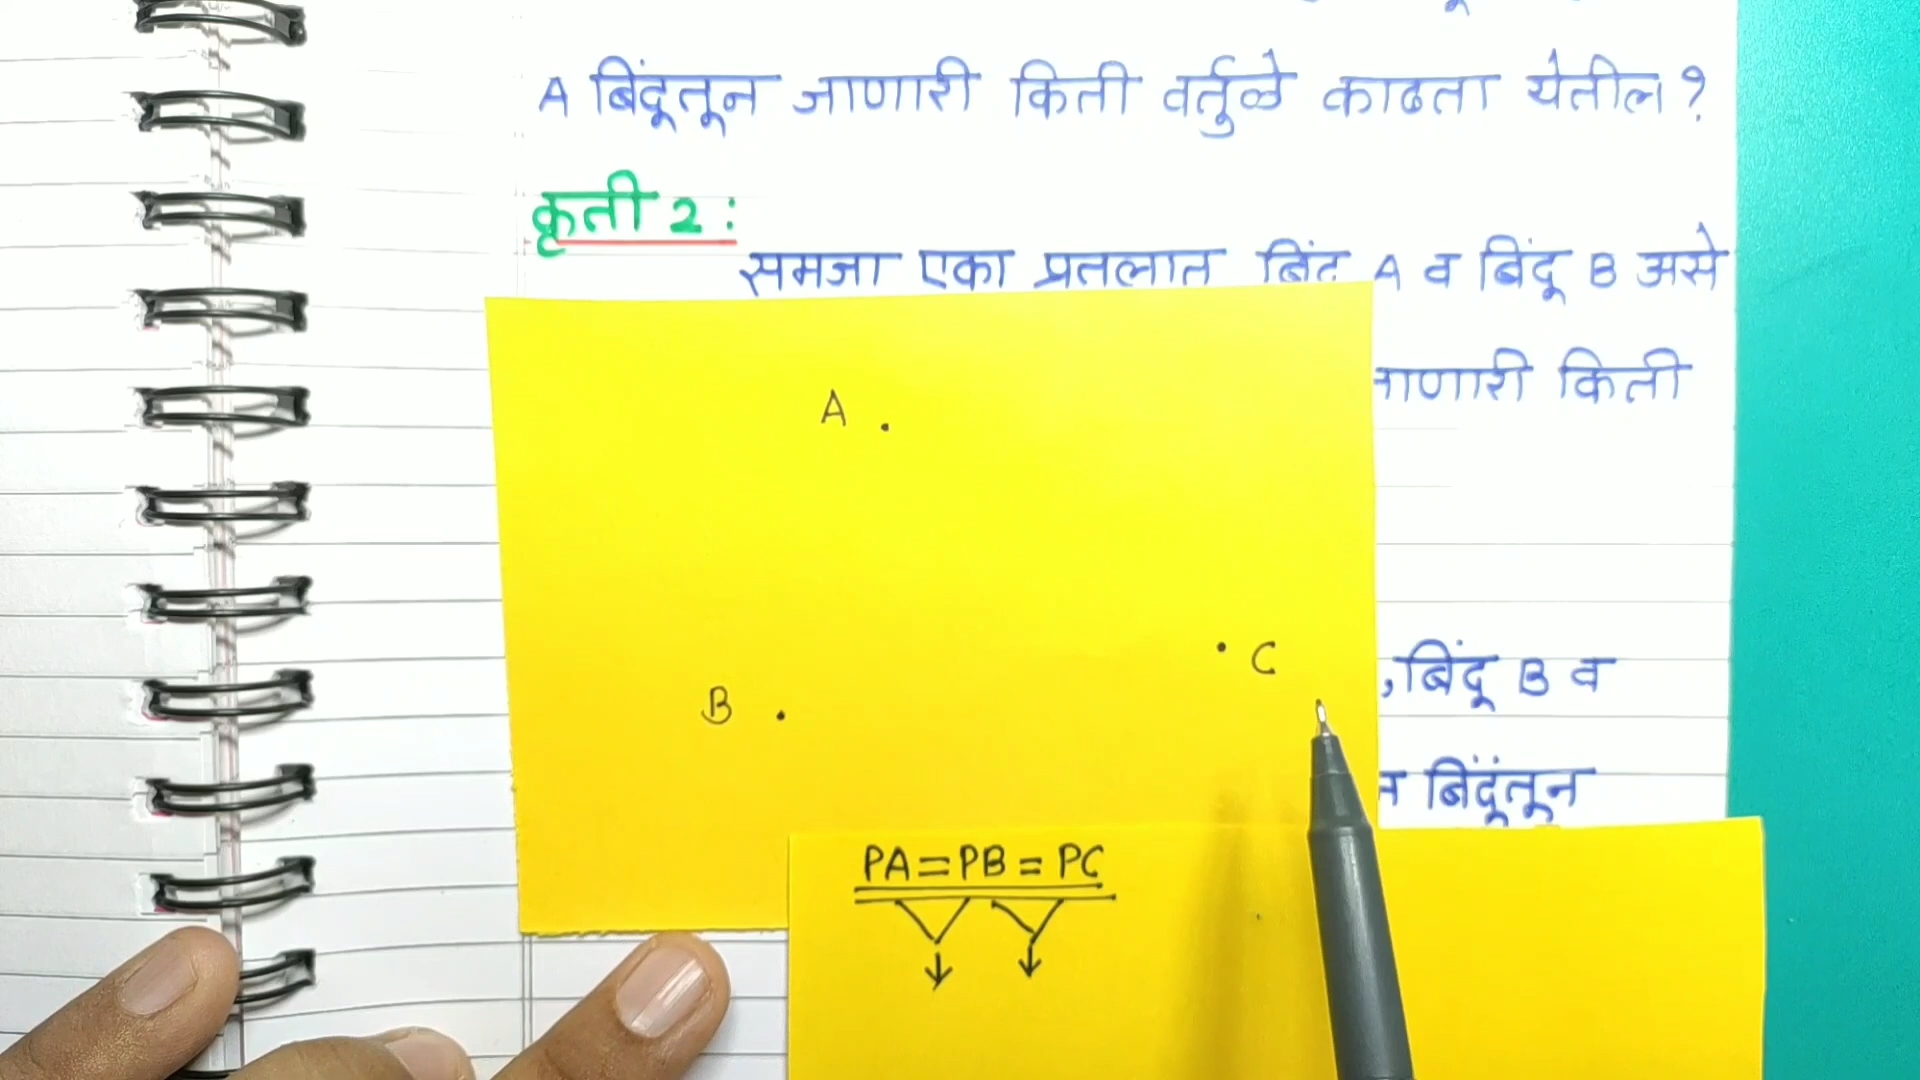 A बिंदूतून जाणारी किती वर्तुळे काढता येतील ?
कृती 2 :
समजा एका प्रतलात A व बिंदू B असे
किती
A .
. C
B .
, बिंदू B व
बिंदूंतून
PA = PB = PC